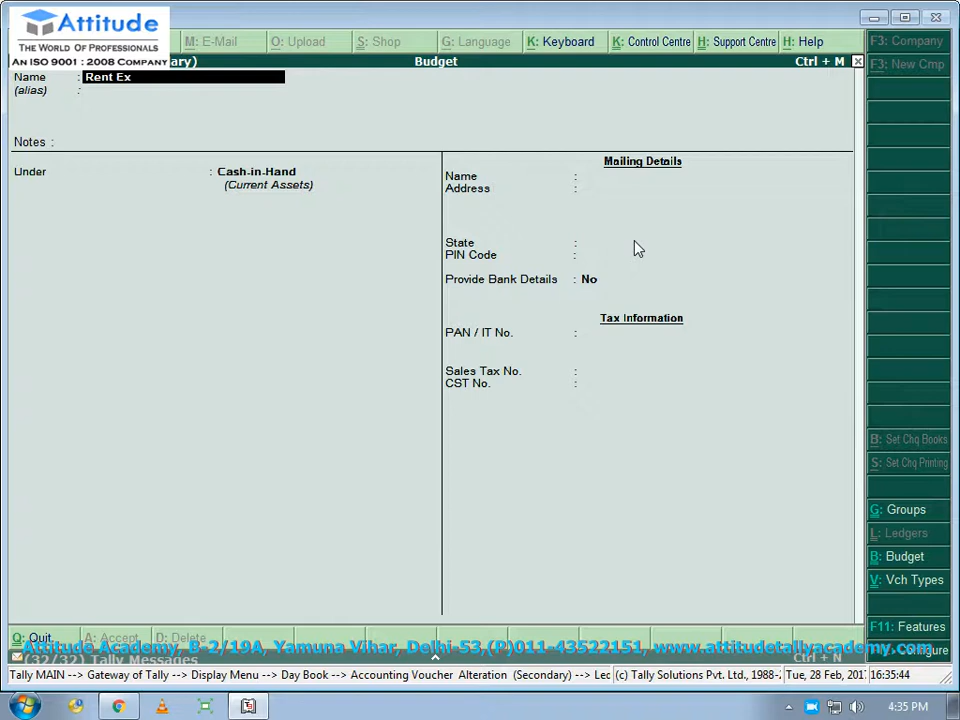 Attitude
THE WORLD OF PROFESSIONALS
AN ISO 9001 : 2008 COMPANY
M: E-Mail O: Upload S: Shop G: Language K: Keyboard K: Control Centre H: Support Centre H: Help
F3: Company
F3: New Cmp
ary) Budget Ctrl + M
Name : Rent Ex
(alias) :
Notes :
Under : Cash-in-Hand
(Current Assets)
Mailing Details
Name :
Address :
State :
PIN Code :
Provide Bank Details : No
Tax Information
PAN / IT No. :
Sales Tax No. :
CST No. :
B: Set Chq Books
S: Set Chq Printing
G: Groups
L: Ledgers
B: Budget
V: Vch Types
F11: Features
Configure
Q: Quit A: Accept D: Delete
Attitude Academy, B-2/19A, Yamuna Vihar, Delhi-53,(P)011-43522151, www.attitudetallyacademy.com
(32/32) Tally Messages Ctrl + N
Tally MAIN --> Gateway of Tally --> Display Menu --> Day Book --> Accounting Voucher Alteration (Secondary) --> Led (c) Tally Solutions Pvt. Ltd., 1988-2 Tue, 28 Feb, 201 16:35:44
4:35 PM